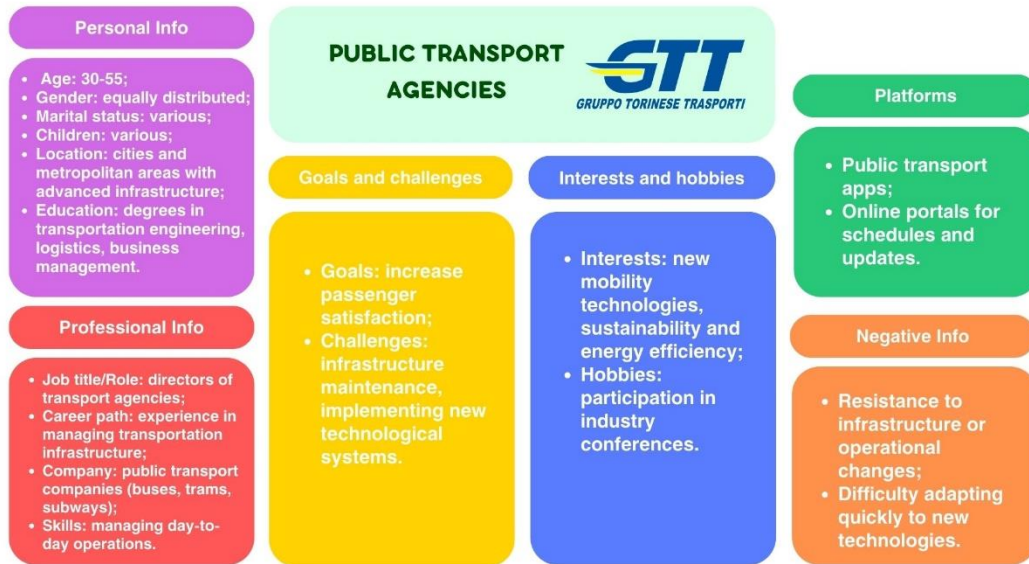 Personal Info
• Age: 30-55;
• Gender: equally distributed;
• Marital status: various;
• Children: various;
• Location: cities and
metropolitan areas with
advanced infrastructure;
• Education: degrees in
transportation engineering,
logistics, business
management.
Professional Info
• Job title/Role: directors of
transport agencies;
• Career path: experience in
managing transportation
infrastructure;
• Company: public transport
companies (buses, trams,
subways);
• Skills: managing day-to-
day operations.
PUBLIC TRANSPORT
AGENCIES
GTT
GRUPPO TORINESE TRASPORTI
Goals and challenges
• Goals: increase
passenger
satisfaction;
• Challenges:
infrastructure
maintenance,
implementing new
technological
systems.
Interests and hobbies
• Interests: new
mobility
technologies,
sustainability and
energy efficiency;
• Hobbies:
participation in
industry
conferences.
Platforms
• Public transport
apps;
• Online portals for
schedules and
updates.
Negative Info
• Resistance to
infrastructure or
operational
changes;
• Difficulty adapting
quickly to new
technologies.